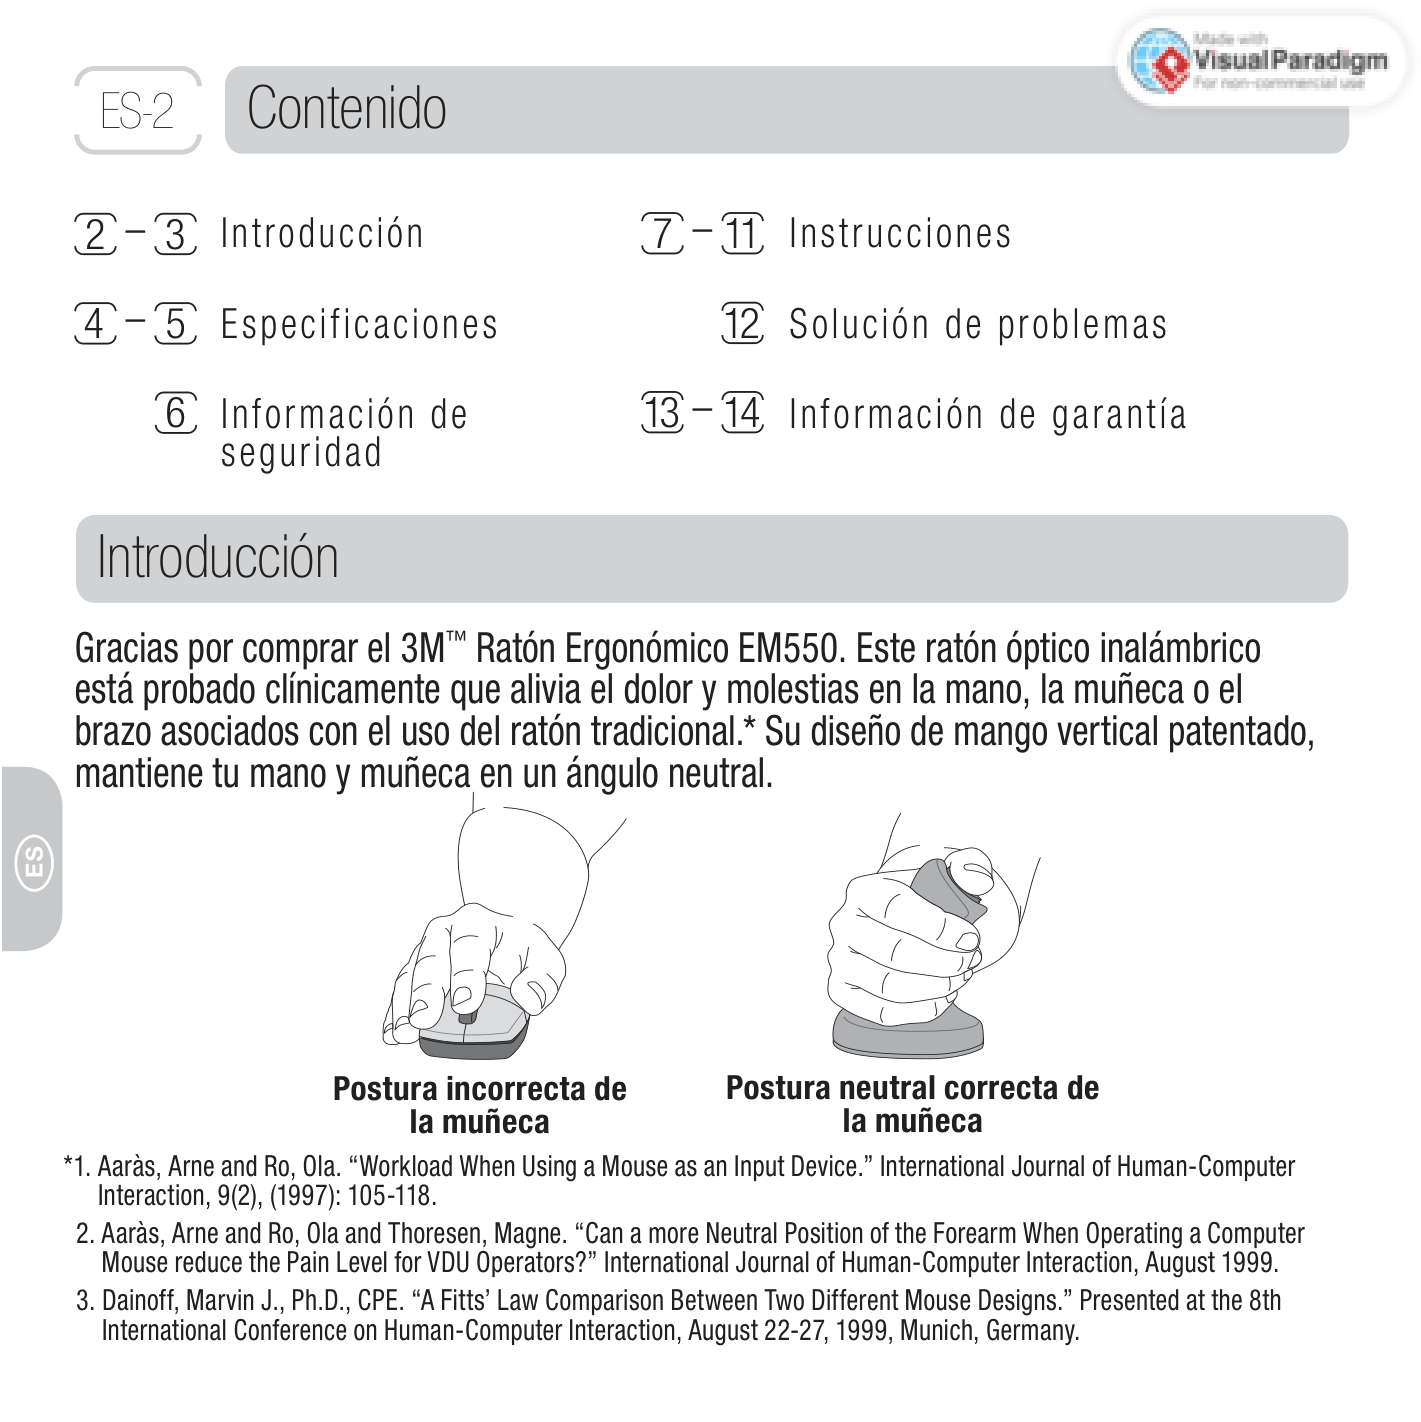 Made with
Visual Paradigm
For non-commercial use
ES-2
Contenido
2 – 3 Introducción
4 – 5 Especificaciones
6 Información de
seguridad
7 – 11 Instrucciones
12 Solución de problemas
13 – 14 Información de garantía
Introducción
Gracias por comprar el 3M™ Ratón Ergonómico EM550. Este ratón óptico inalámbrico
está probado clínicamente que alivia el dolor y molestias en la mano, la muñeca o el
brazo asociados con el uso del ratón tradicional.* Su diseño de mango vertical patentado,
mantiene tu mano y muñeca en un ángulo neutral.
ES
Postura incorrecta de
la muñeca
Postura neutral correcta de
la muñeca
*1. Aaràs, Arne and Ro, Ola. “Workload When Using a Mouse as an Input Device.” International Journal of Human-Computer
Interaction, 9(2), (1997): 105-118.
2. Aaràs, Arne and Ro, Ola and Thoresen, Magne. “Can a more Neutral Position of the Forearm When Operating a Computer
Mouse reduce the Pain Level for VDU Operators?” International Journal of Human-Computer Interaction, August 1999.
3. Dainoff, Marvin J., Ph.D., CPE. “A Fitts’ Law Comparison Between Two Different Mouse Designs.” Presented at the 8th
International Conference on Human-Computer Interaction, August 22-27, 1999, Munich, Germany.